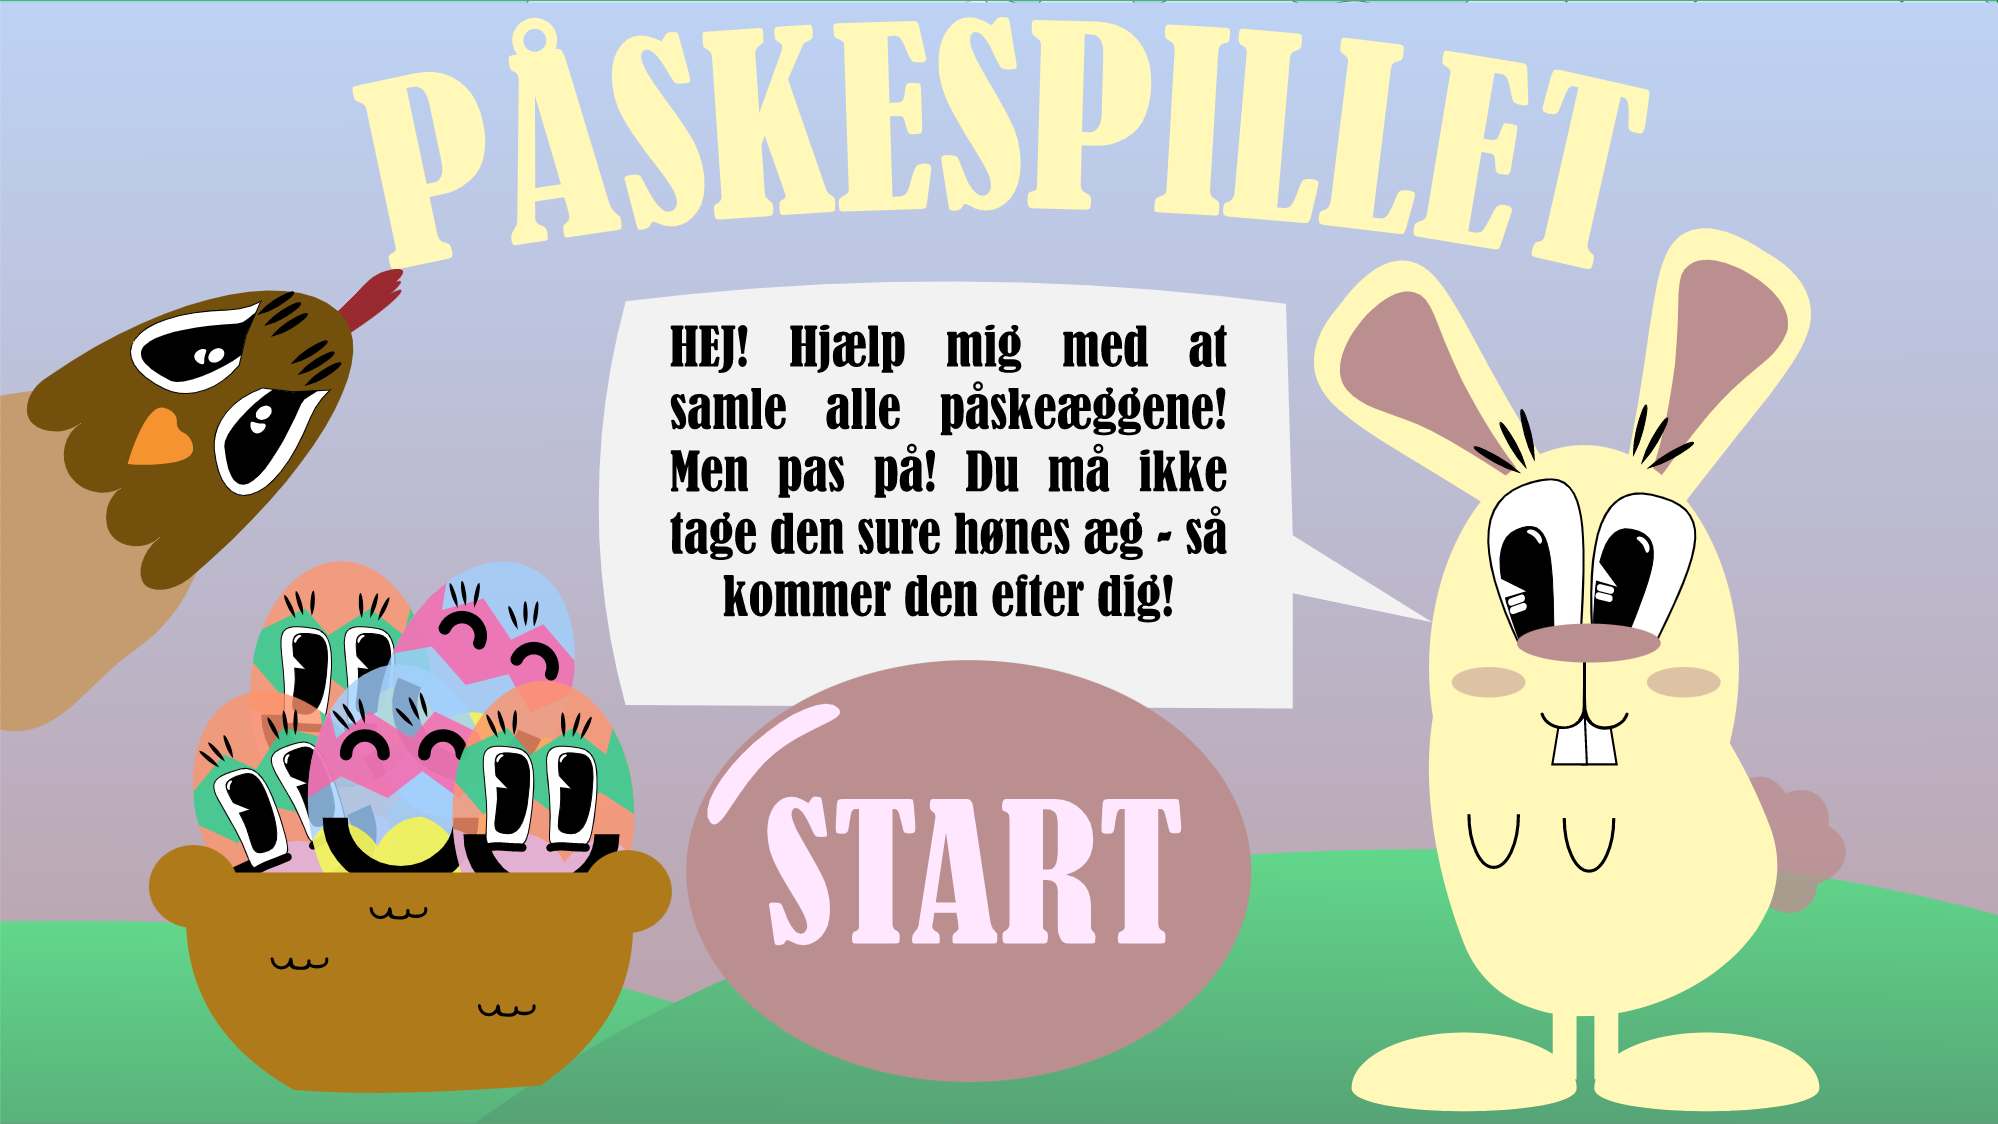 PÅSKESPILLET
HEJ! Hjælp mig med at
samle alle påskeæggene!
Men pas på! Du må ikke
tage den sure hønes æg - så
kommer den efter dig!
START